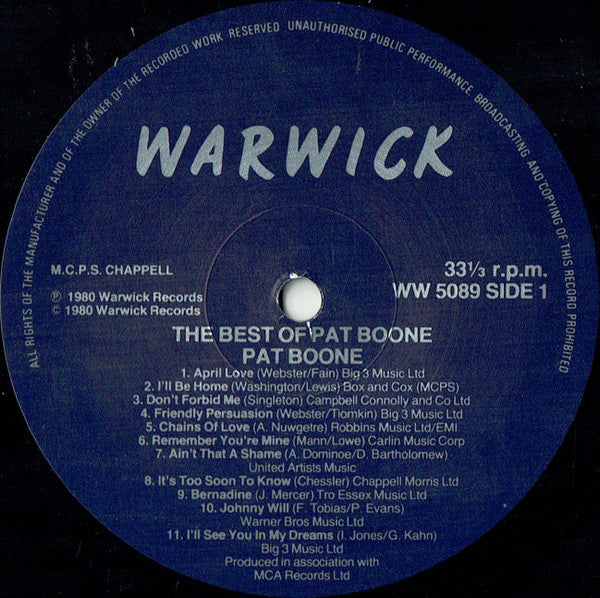 ALL RIGHTS OF THE MANUFACTURER AND OF THE OWNER OF THE RECORDED WORK RESERVED UNAUTHORISED PUBLIC PERFORMANCE, BROADCASTING AND COPYING OF THIS RECORD PROHIBITED
WARWICK
M.C.P.S. CHAPPELL
33⅓ r.p.m.
Ⓟ 1980 Warwick Records
© 1980 Warwick Records
WW 5089 SIDE 1
THE BEST OF PAT BOONE
PAT BOONE
1. April Love (Webster/Fain) Big 3 Music Ltd
2. I'll Be Home (Washington/Lewis) Box and Cox (MCPS)
3. Don't Forbid Me (Singleton) Campbell Connolly and Co Ltd
4. Friendly Persuasion (Webster/Tiomkin) Big 3 Music Ltd
5. Chains Of Love (A. Nuwgetre) Robbins Music Ltd/EMI
6. Remember You're Mine (Mann/Lowe) Carlin Music Corp
7. Ain't That A Shame (A. Dominoe/D. Bartholomew)
United Artists Music
8. It's Too Soon To Know (Chessler) Chappell Morris Ltd
9. Bernadine (J. Mercer) Tro Essex Music Ltd
10. Johnny Will (F. Tobias/P. Evans)
Warner Bros Music Ltd
11. I'll See You In My Dreams (I. Jones/G. Kahn)
Big 3 Music Ltd
Produced in association with
MCA Records Ltd